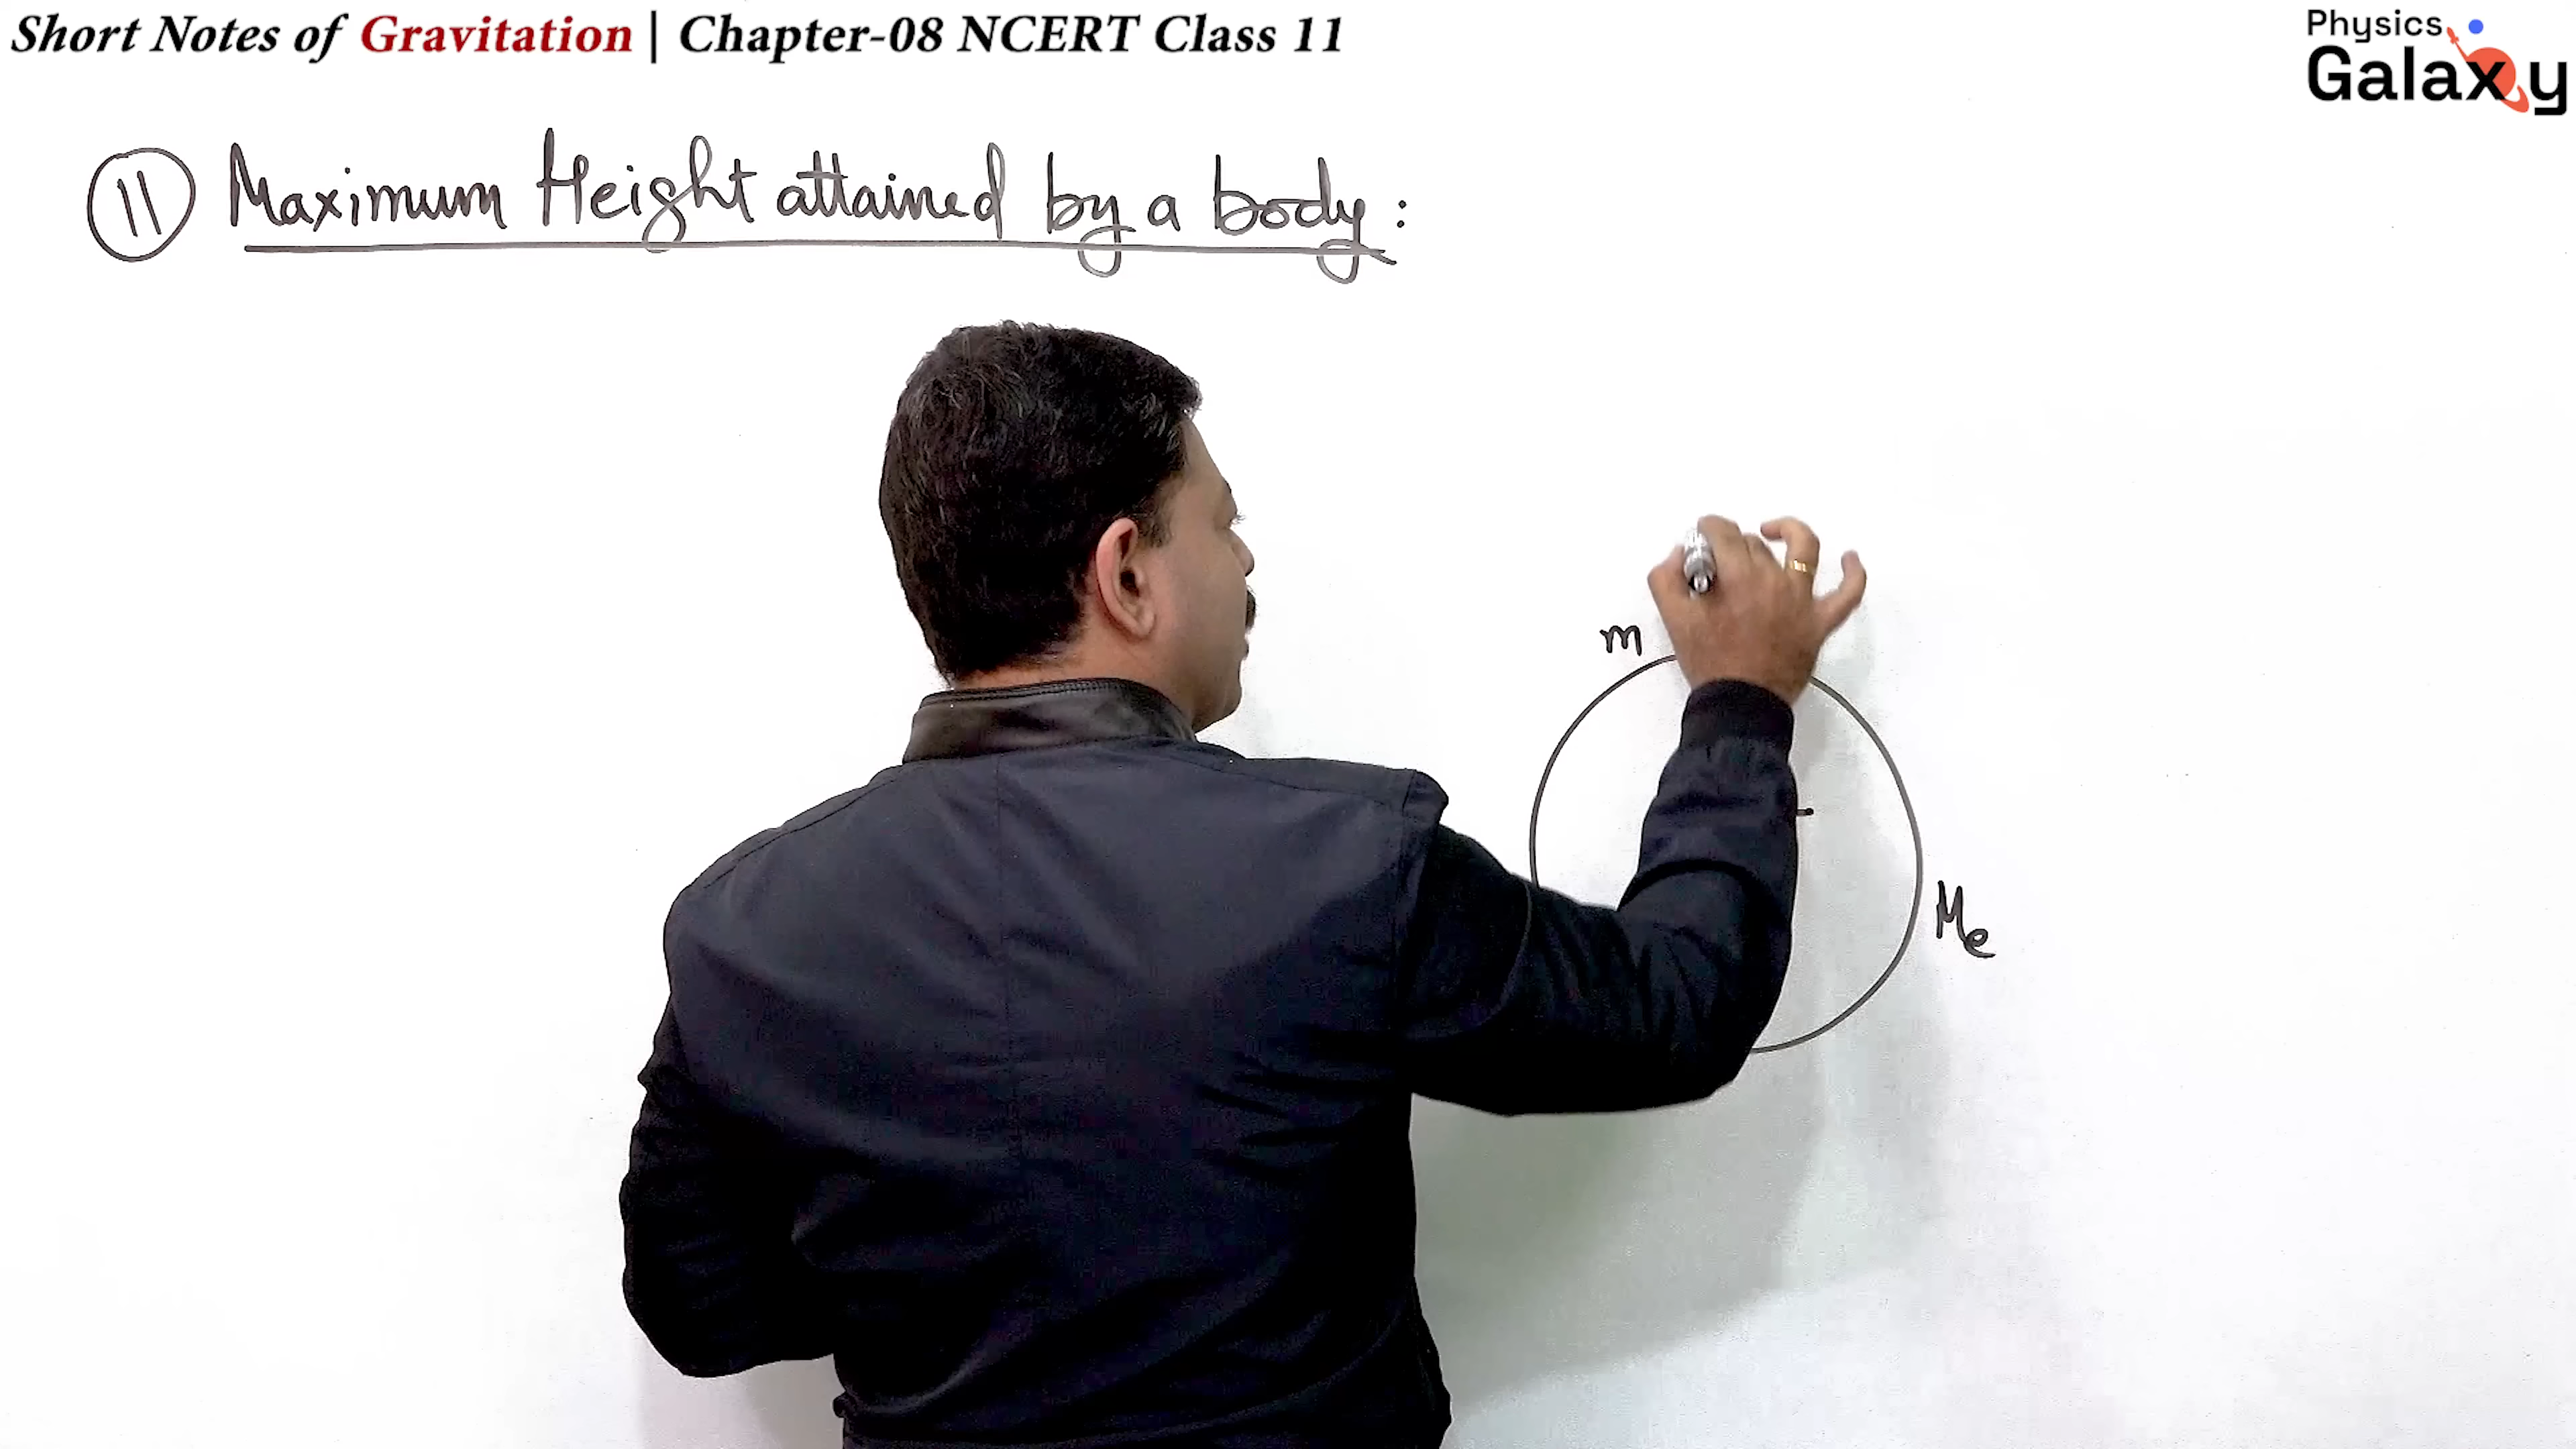 Short Notes of Gravitation | Chapter-08 NCERT Class 11
Physics
Galaxy
11 Maximum Height attained by a body:
m
Me